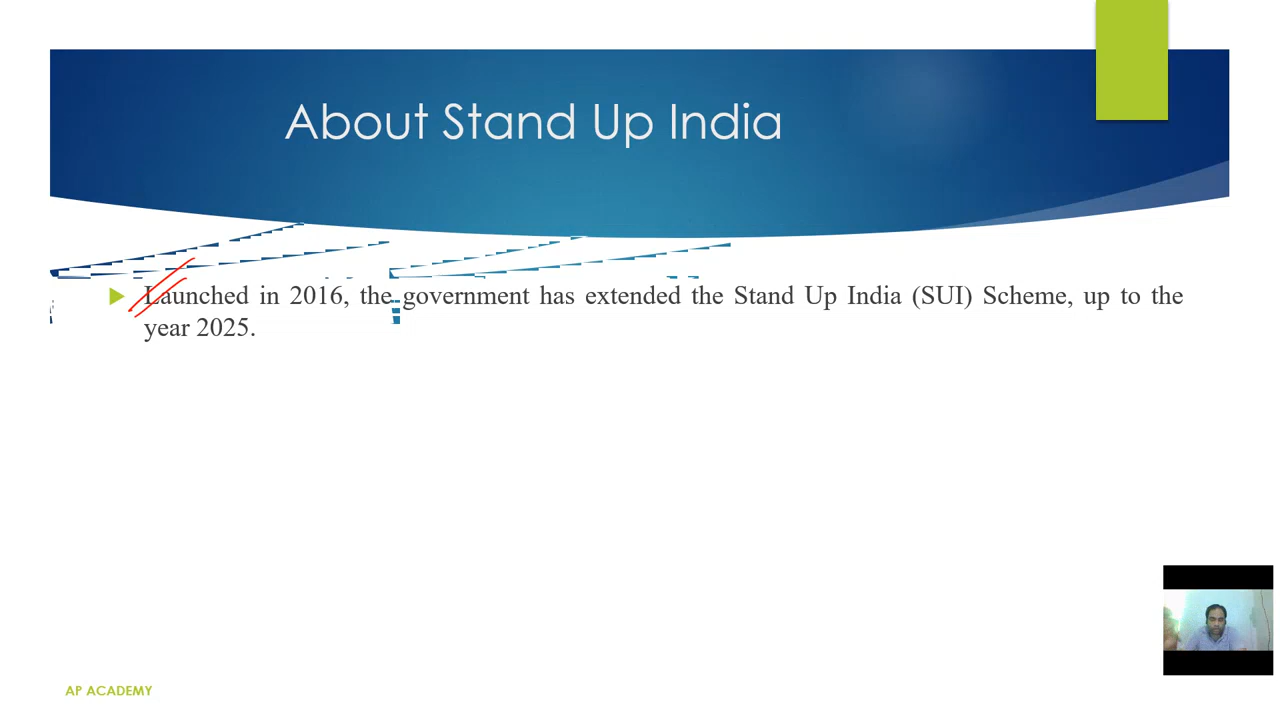 About Stand Up India
Launched in 2016, the government has extended the Stand Up India (SUI) Scheme, up to the
year 2025.
AP ACADEMY